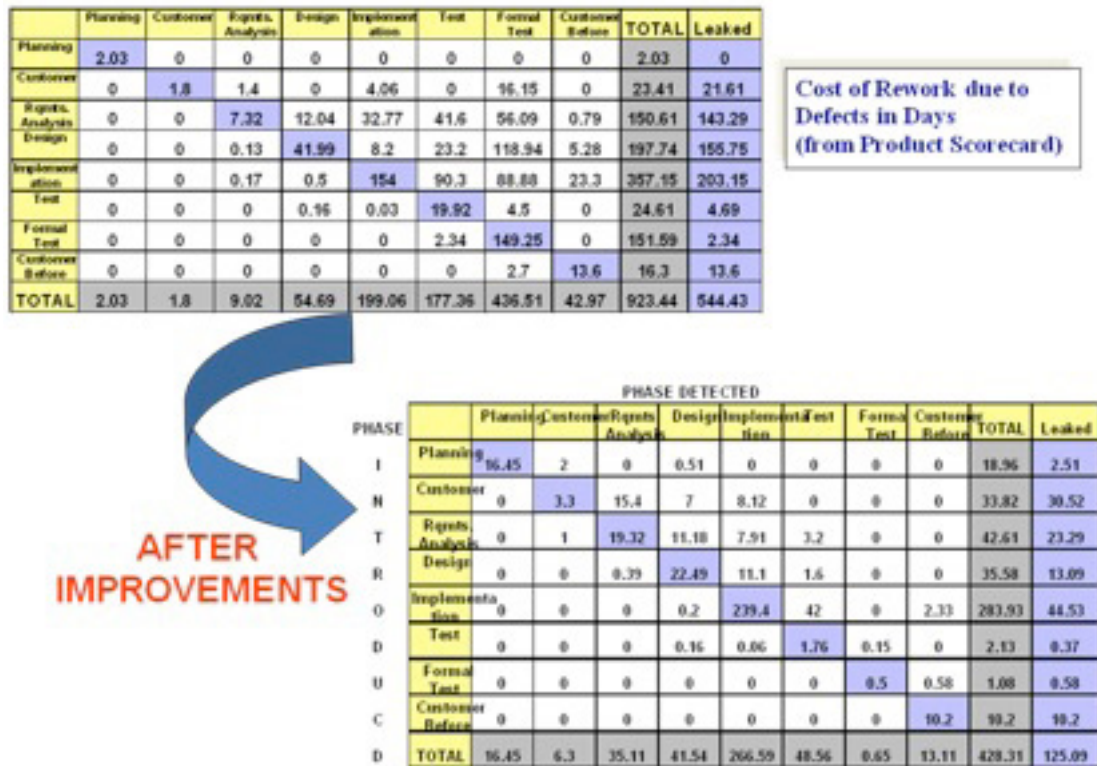 Planning Customer Rqmts. Analysis Design Implement ation Test Formal Test Customer Before TOTAL Leaked
Planning 2.03 0 0 0 0 0 0 0 2.03 0
Customer 0 1.8 1.4 0 4.06 0 16.15 0 23.41 21.61
Rqmts. Analysis 0 0 7.32 12.04 32.77 41.6 56.09 0.79 150.61 143.29
Design 0 0 0.13 41.99 8.2 23.2 118.94 5.28 197.74 155.75
Implement ation 0 0 0.17 0.5 154 90.3 88.88 23.3 357.15 203.15
Test 0 0 0 0.16 0.03 19.92 4.5 0 24.61 4.69
Formal Test 0 0 0 0 0 2.34 149.25 0 151.59 2.34
Customer Before 0 0 0 0 0 0 2.7 13.6 16.3 13.6
TOTAL 2.03 1.8 9.02 54.69 199.06 177.36 436.51 42.97 923.44 544.43
Cost of Rework due to
Defects in Days
(from Product Scorecard)
AFTER
IMPROVEMENTS
PHASE DETECTED
PHASE
I
N
T
R
O
D
U
C
D
Planning Customer Rqmts Analysis Design Implementa tion Test Forma Test Customer Before TOTAL Leaked
Planning 16.45 2 0 0.51 0 0 0 0 18.96 2.51
Customer 0 3.3 15.4 7 8.12 0 0 0 33.82 30.52
Rqmts. Analysis 0 1 19.32 11.18 7.91 3.2 0 0 42.61 23.29
Design 0 0 0.39 22.49 11.1 1.6 0 0 35.58 13.09
Implementa tion 0 0 0 0.2 239.4 42 0 2.33 283.93 44.53
Test 0 0 0 0.16 0.06 1.76 0.15 0 2.13 0.37
Formal Test 0 0 0 0 0 0 0.5 0.58 1.08 0.58
Customer Before 0 0 0 0 0 0 0 10.2 10.2 10.2
TOTAL 16.45 6.3 35.11 41.54 266.59 48.56 0.65 13.11 428.31 125.09